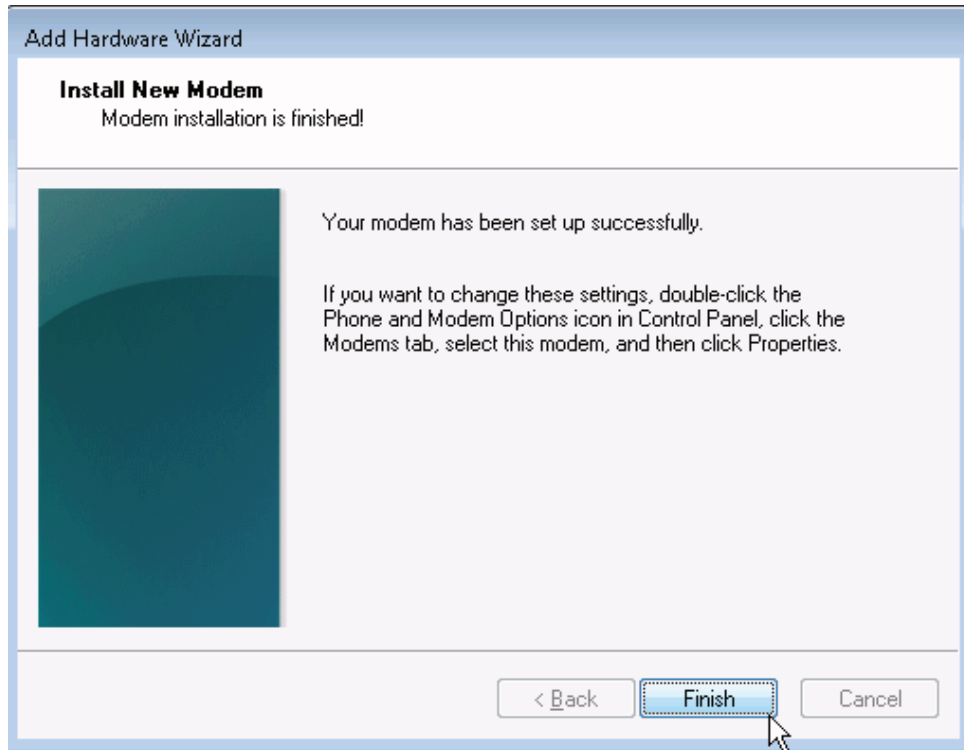 Add Hardware Wizard
Install New Modem
Modem installation is finished!
Your modem has been set up successfully.
If you want to change these settings, double-click the
Phone and Modem Options icon in Control Panel, click the
Modems tab, select this modem, and then click Properties.
< Back Finish Cancel